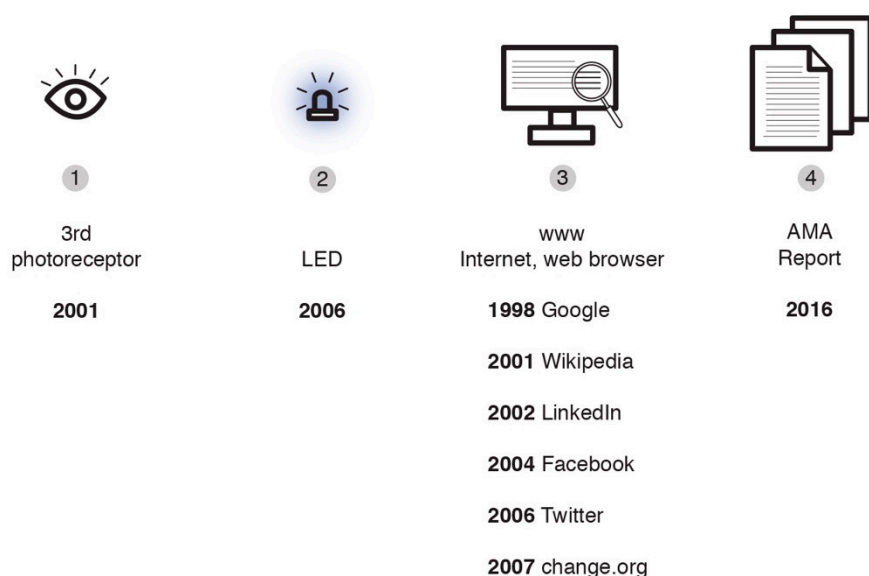 1
3rd
photoreceptor
2001
2
LED
2006
3
www
Internet, web browser
1998 Google
2001 Wikipedia
2002 LinkedIn
2004 Facebook
2006 Twitter
2007 change.org
4
AMA
Report
2016